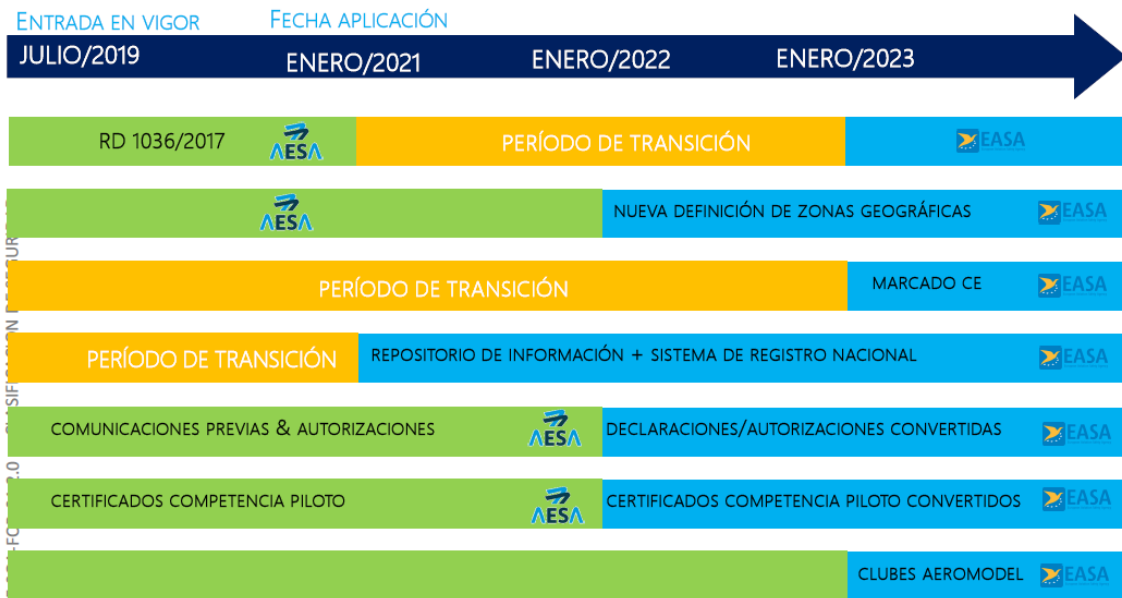 ENTRADA EN VIGOR
FECHA APLICACIÓN
JULIO/2019
ENERO/2021
ENERO/2022
ENERO/2023
RD 1036/2017
AESA
PERÍODO DE TRANSICIÓN
EASA
AESA
NUEVA DEFINICIÓN DE ZONAS GEOGRÁFICAS
EASA
PERÍODO DE TRANSICIÓN
MARCADO CE
EASA
PERÍODO DE TRANSICIÓN
REPOSITORIO DE INFORMACIÓN + SISTEMA DE REGISTRO NACIONAL
EASA
COMUNICACIONES PREVIAS & AUTORIZACIONES
AESA
DECLARACIONES/AUTORIZACIONES CONVERTIDAS
EASA
CERTIFICADOS COMPETENCIA PILOTO
AESA
CERTIFICADOS COMPETENCIA PILOTO CONVERTIDOS
EASA
CLUBES AEROMODEL
EASA